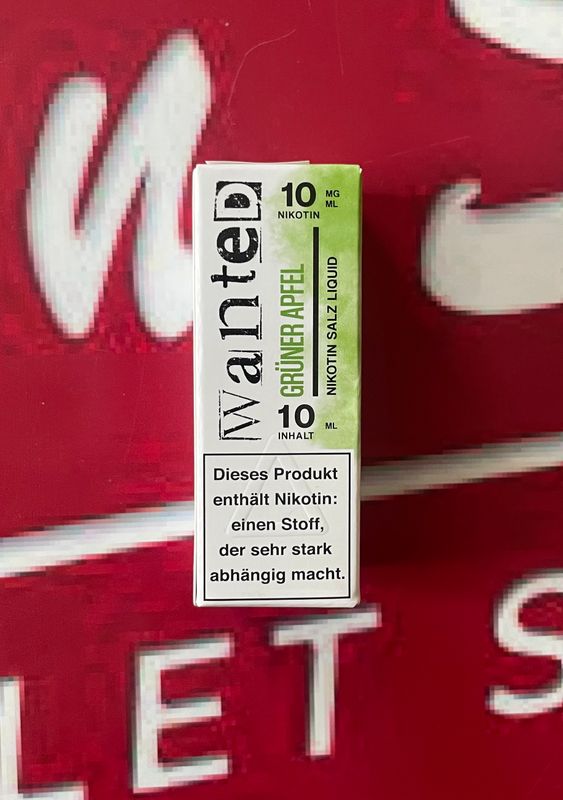 WanteD
10 MG
ML
NIKOTIN
GRÜNER APFEL
NIKOTIN SALZ LIQUID
10 ML
INHALT
Dieses Produkt
enthält Nikotin:
einen Stoff,
der sehr stark
abhängig macht.
LET S